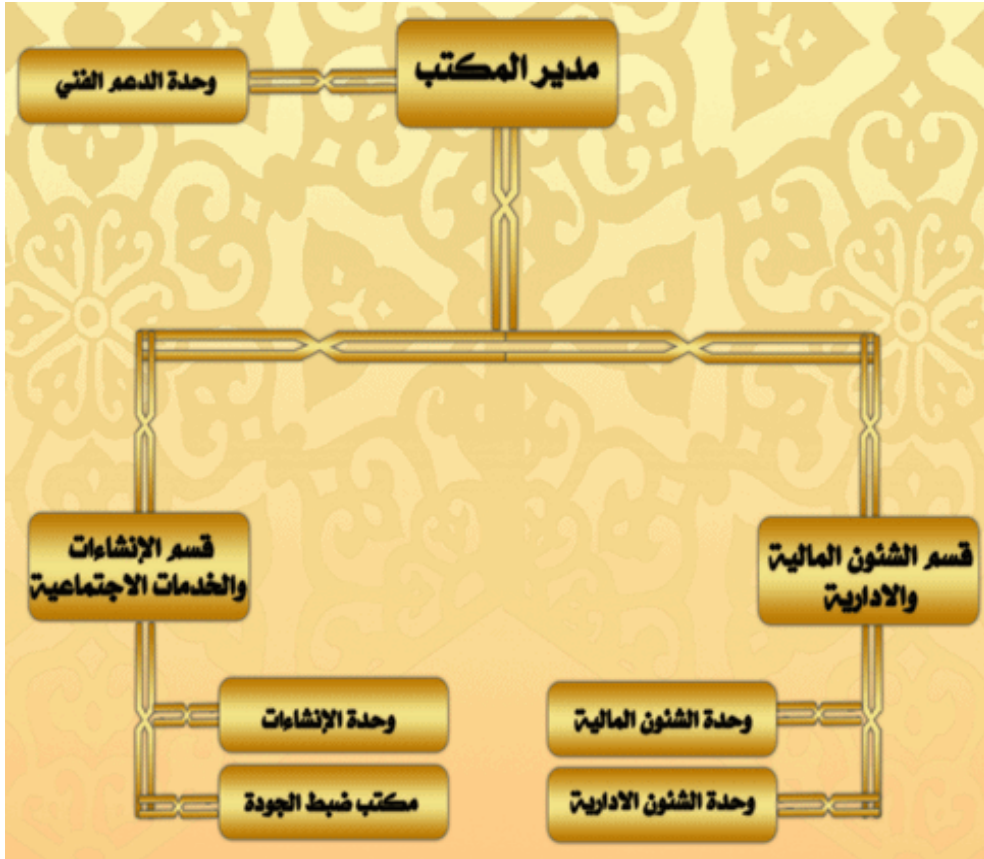 مدير المكتب
وحدة الدعم الفني
قسم الشئون المالية
والادارية
قسم الإنشاءات
والخدمات الاجتماعية
وحدة الشئون المالية
وحدة الإنشاءات
وحدة الشئون الادارية
مكتب ضبط الجودة